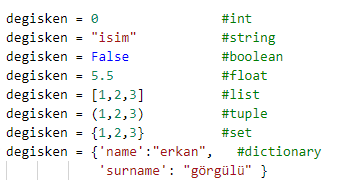 degisken = 0 #int
degisken = "isim" #string
degisken = False #boolean
degisken = 5.5 #float
degisken = [1,2,3] #list
degisken = (1,2,3) #tuple
degisken = {1,2,3} #set
degisken = {'name':"erkan", #dictionary
'surname': "görgülü" }